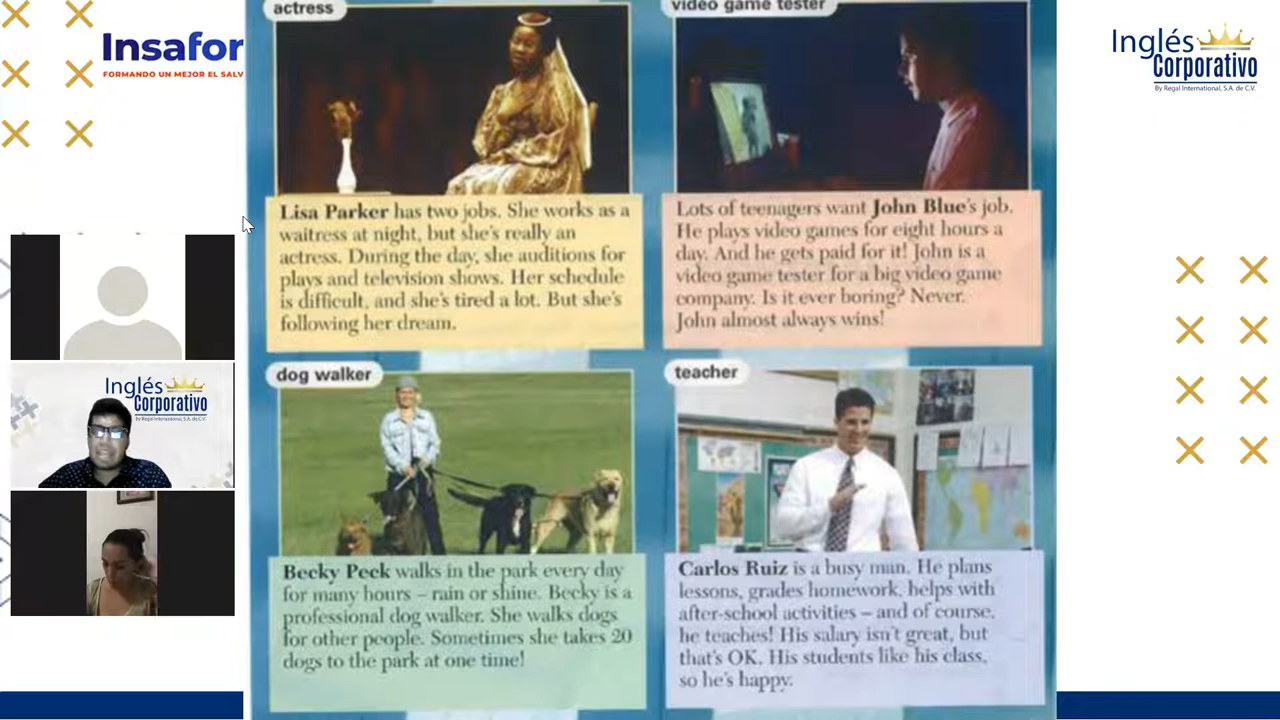 Insafor
FORMANDO UN MEJOR EL SALV
Inglés
Corporativo
By Regal International, S.A. de C.V.
actress
Lisa Parker has two jobs. She works as a
waitress at night, but she's really an
actress. During the day, she auditions for
plays and television shows. Her schedule
is difficult, and she's tired a lot. But she's
following her dream.
video game tester
Lots of teenagers want John Blue's job.
He plays video games for eight hours a
day. And he gets paid for it! John is a
video game tester for a big video game
company. Is it ever boring? Never.
John almost always wins!
dog walker
Becky Peck walks in the park every day
for many hours – rain or shine. Becky is a
professional dog walker. She walks dogs
for other people. Sometimes she takes 20
dogs to the park at one time!
teacher
Carlos Ruiz is a busy man. He plans
lessons, grades homework, helps with
after-school activities – and of course,
he teaches! His salary isn't great, but
that's OK. His students like his class,
so he's happy.
Inglés
Corporativo
By Regal International, S.A. de C.V.